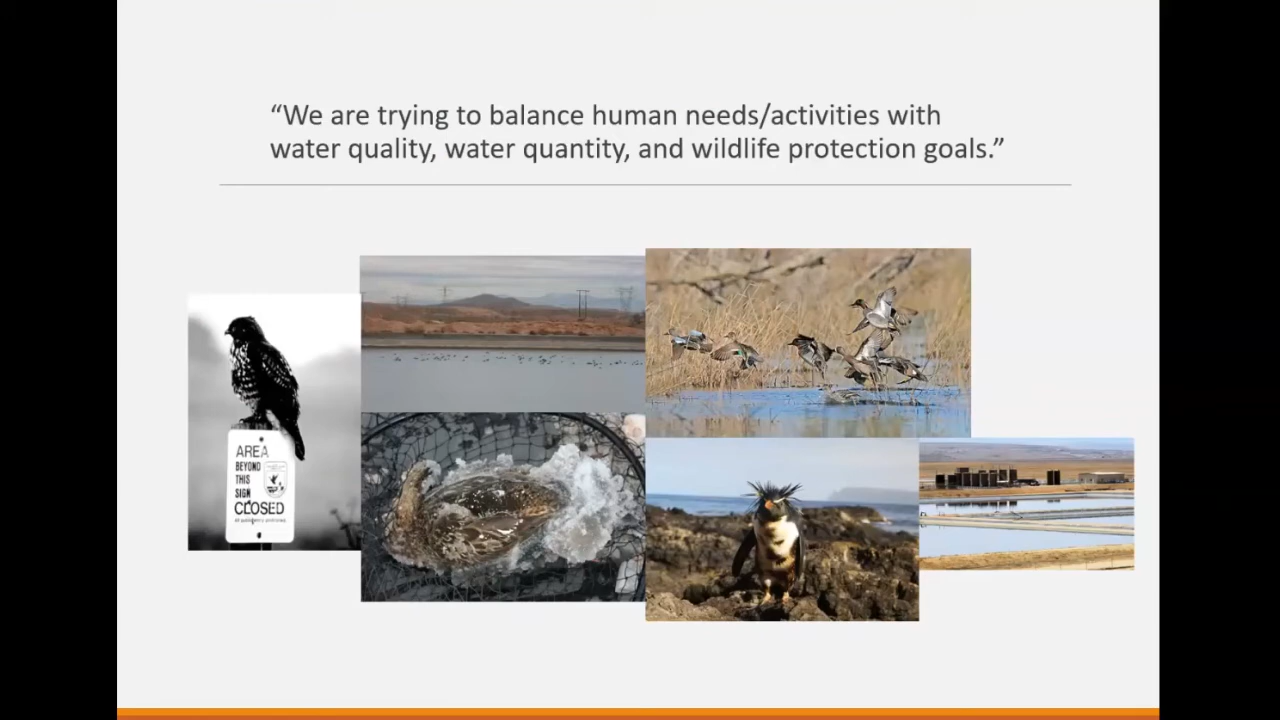 “We are trying to balance human needs/activities with
water quality, water quantity, and wildlife protection goals.”
AREA
BEYOND
THIS
SIGN
CLOSED